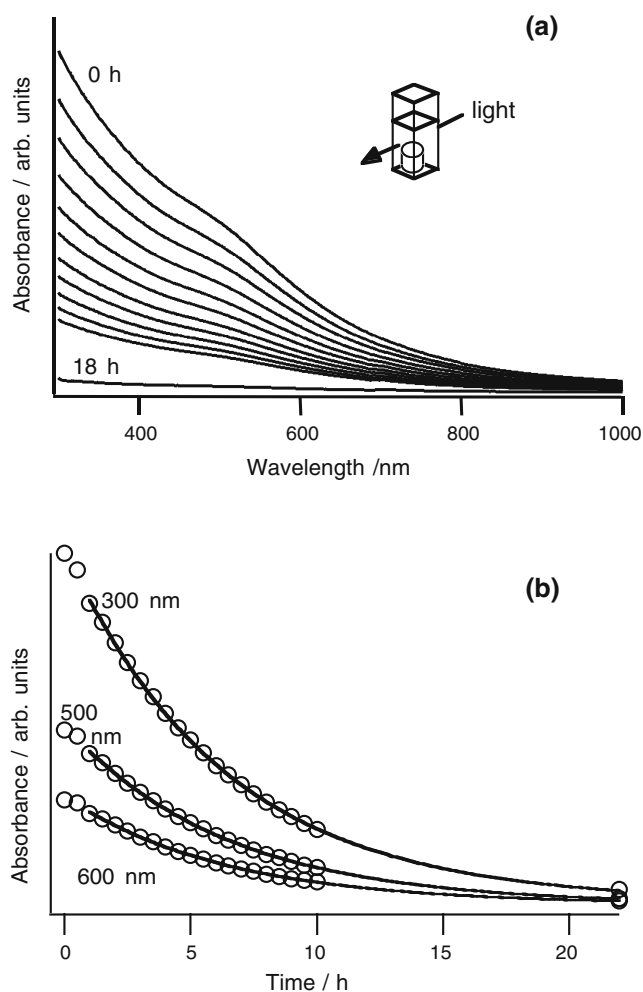 (a)
0 h
light
18 h
Absorbance / arb. units
400 600 800 1000
Wavelength /nm
(b)
300 nm
500
nm
600 nm
Absorbance / arb. units
0 5 10 15 20
Time / h